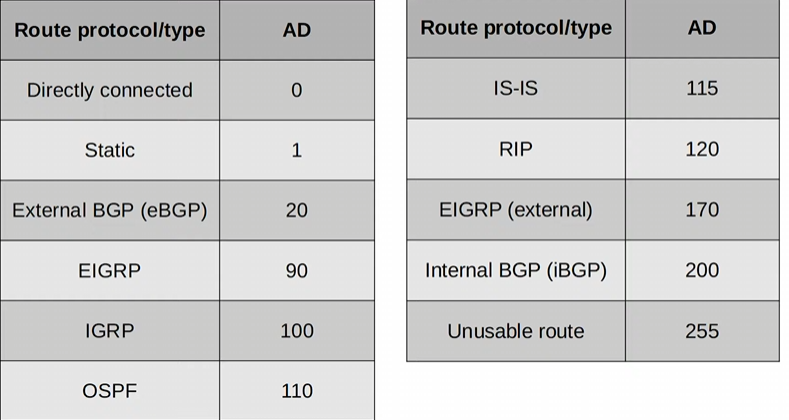 Route protocol/type AD
Directly connected 0
Static 1
External BGP (eBGP) 20
EIGRP 90
IGRP 100
OSPF 110
Route protocol/type AD
IS-IS 115
RIP 120
EIGRP (external) 170
Internal BGP (iBGP) 200
Unusable route 255